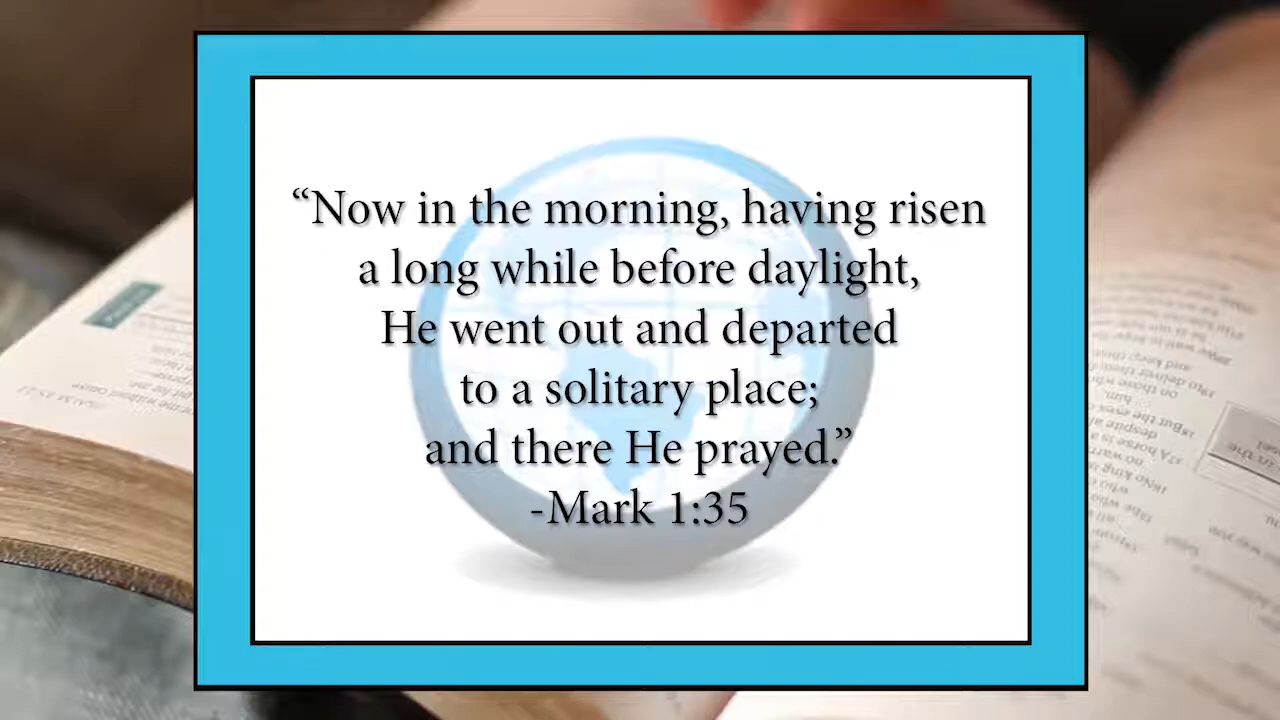 “Now in the morning, having risen
a long while before daylight,
He went out and departed
to a solitary place;
and there He prayed.”
-Mark 1:35